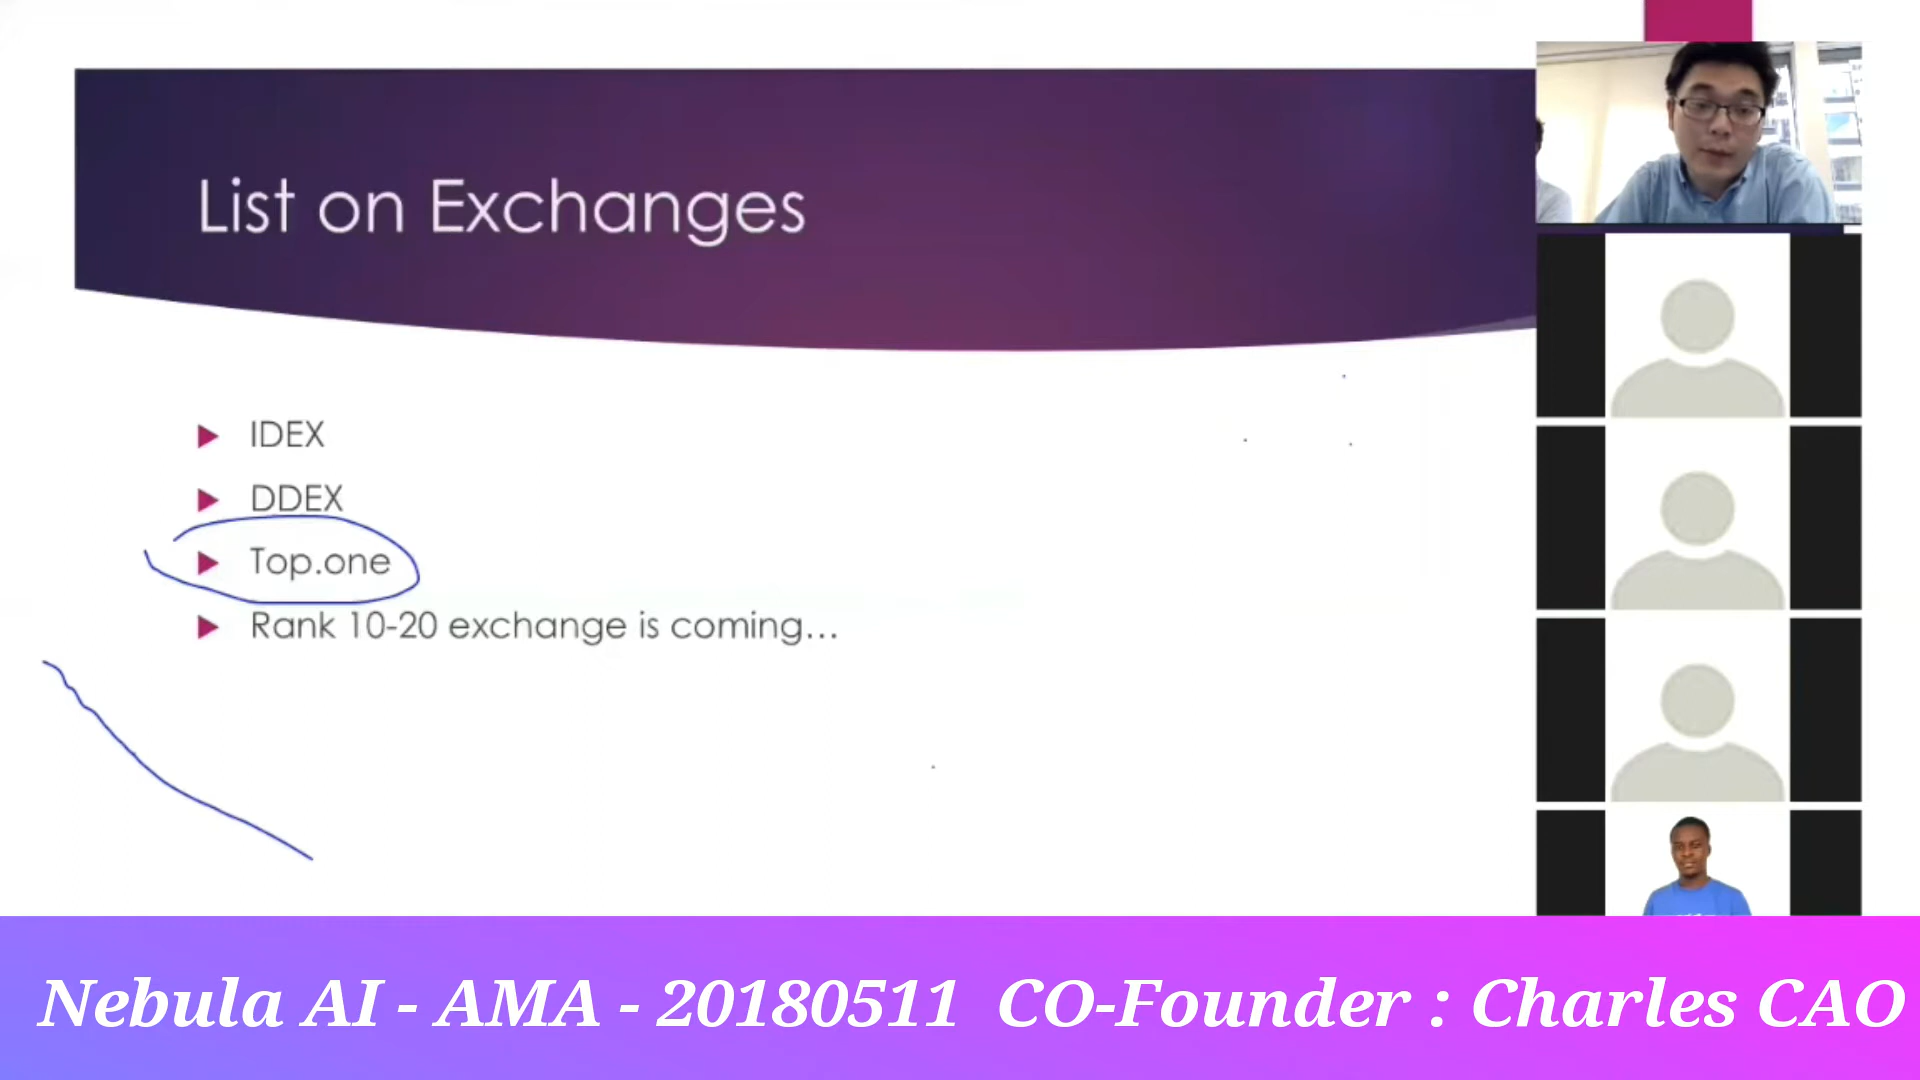 List on Exchanges
IDEX
DDEX
Top.one
Rank 10-20 exchange is coming...
Nebula AI - AMA - 20180511 CO-Founder : Charles CAO